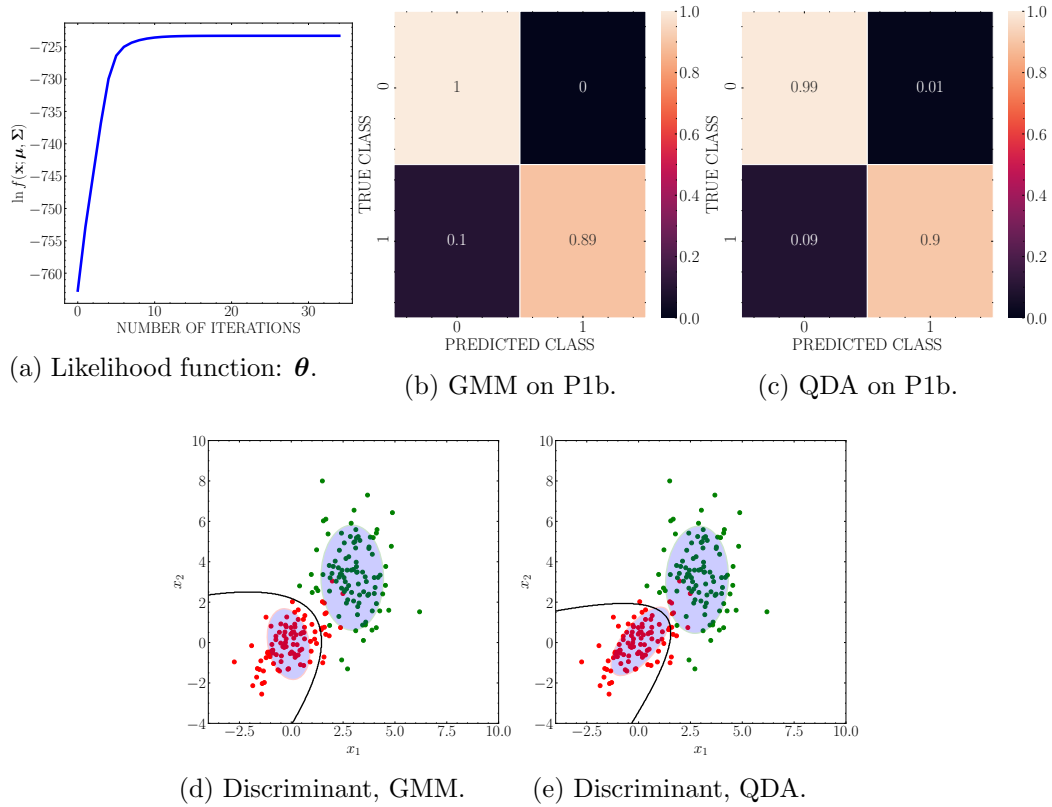 −725
−730
−735
−740
−745
−750
−755
−760
ln f(x; μ, Σ)
0 10 20 30
NUMBER OF ITERATIONS
(a) Likelihood function: θ.
TRUE CLASS
0
1
1 0
0.1 0.89
0 1
PREDICTED CLASS
1.0
0.8
0.6
0.4
0.2
0.0
(b) GMM on P1b.
TRUE CLASS
0
1
0.99 0.01
0.09 0.9
0 1
PREDICTED CLASS
1.0
0.8
0.6
0.4
0.2
0.0
(c) QDA on P1b.
10
8
6
4
2
0
−2
−4
x2
−2.5 0.0 2.5 5.0 7.5 10.0
x1
(d) Discriminant, GMM.
10
8
6
4
2
0
−2
−4
x2
−2.5 0.0 2.5 5.0 7.5 10.0
x1
(e) Discriminant, QDA.